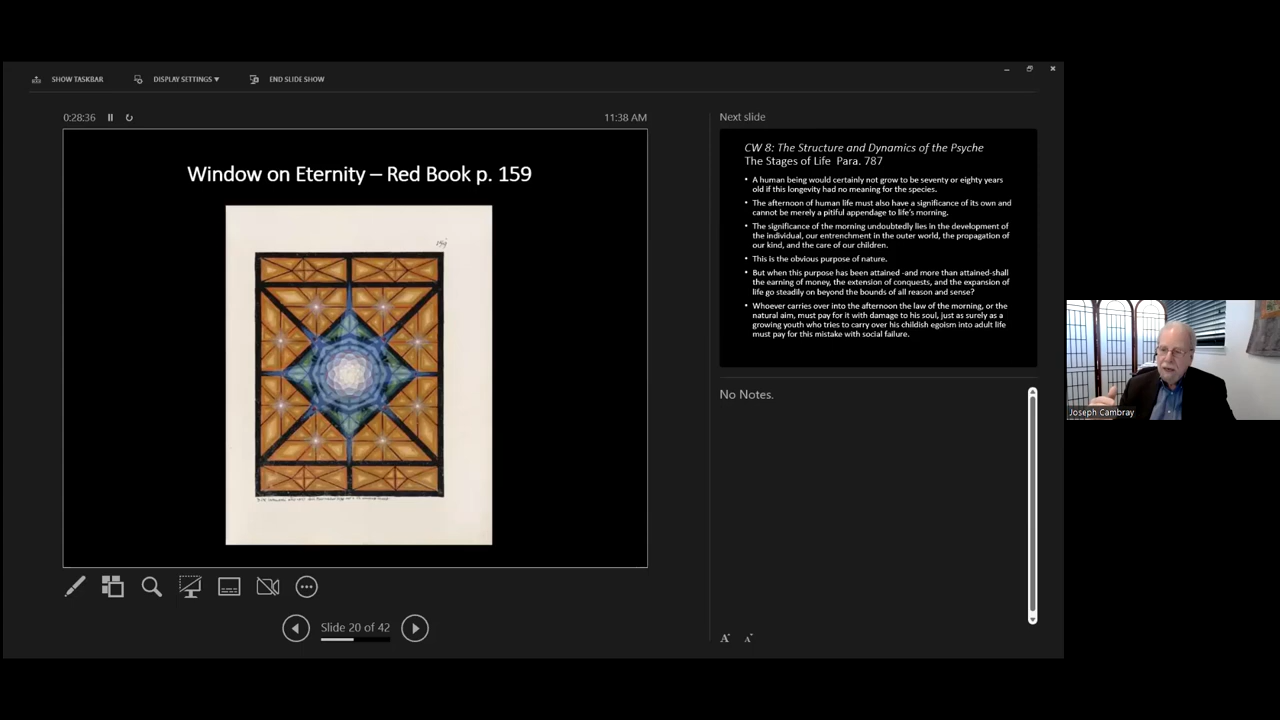 SHOW TASKBAR
DISPLAY SETTINGS ▾
END SLIDE SHOW
0:28:36
11:38 AM
Window on Eternity – Red Book p. 159
159
Slide 20 of 42
Next slide
CW 8: The Structure and Dynamics of the Psyche
The Stages of Life Para. 787
• A human being would certainly not grow to be seventy or eighty years
old if this longevity had no meaning for the species.
• The afternoon of human life must also have a significance of its own and
cannot be merely a pitiful appendage to life's morning.
• The significance of the morning undoubtedly lies in the development of
the individual, our entrenchment in the outer world, the propagation of
our kind, and the care of our children.
• This is the obvious purpose of nature.
• But when this purpose has been attained -and more than attained-shall
the earning of money, the extension of conquests, and the expansion of
life go steadily on beyond the bounds of all reason and sense?
• Whoever carries over into the afternoon the law of the morning, or the
natural aim, must pay for it with damage to his soul, just as surely as a
growing youth who tries to carry over his childish egoism into adult life
must pay for this mistake with social failure.
No Notes.
A A
Joseph Cambray